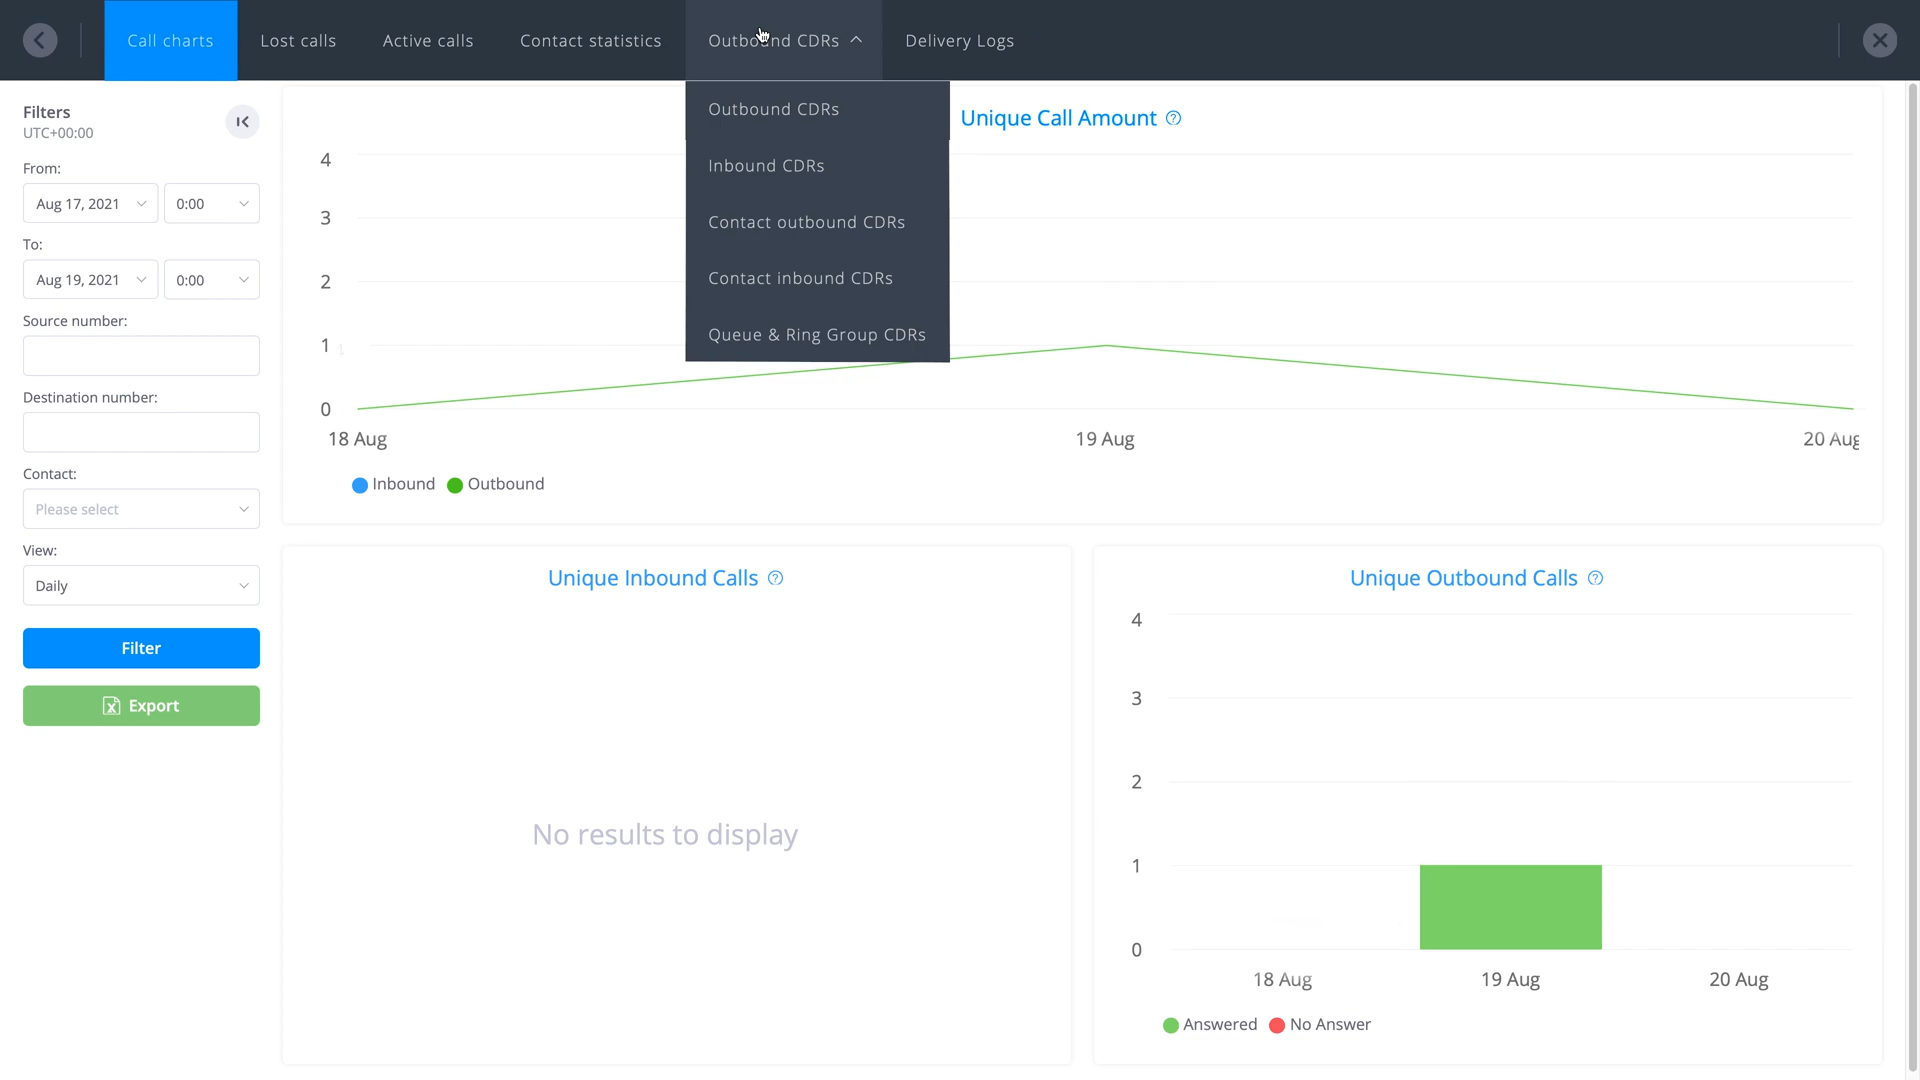 Call charts
Lost calls
Active calls
Contact statistics
Outbound CDRs
Delivery Logs
Outbound CDRs
Inbound CDRs
Contact outbound CDRs
Contact inbound CDRs
Queue & Ring Group CDRs
Filters
UTC+00:00
From:
Aug 17, 2021
0:00
To:
Aug 19, 2021
0:00
Source number:
Destination number:
Contact:
Please select
View:
Daily
Filter
Export
Unique Call Amount
4
3
2
1
1
0
18 Aug
19 Aug
20 Aug
Inbound
Outbound
Unique Inbound Calls
No results to display
Unique Outbound Calls
4
3
2
1
0
18 Aug
19 Aug
20 Aug
Answered
No Answer